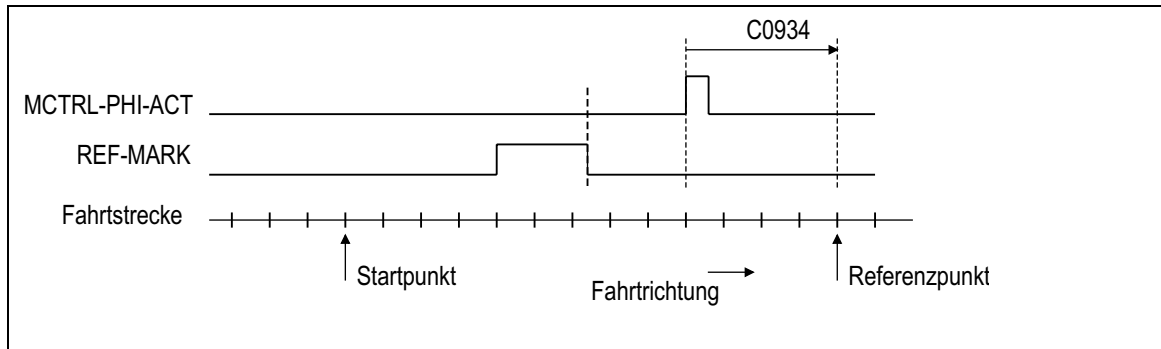 C0934
MCTRL-PHI-ACT
REF-MARK
Fahrtstrecke
Startpunkt
Fahrtrichtung
Referenzpunkt